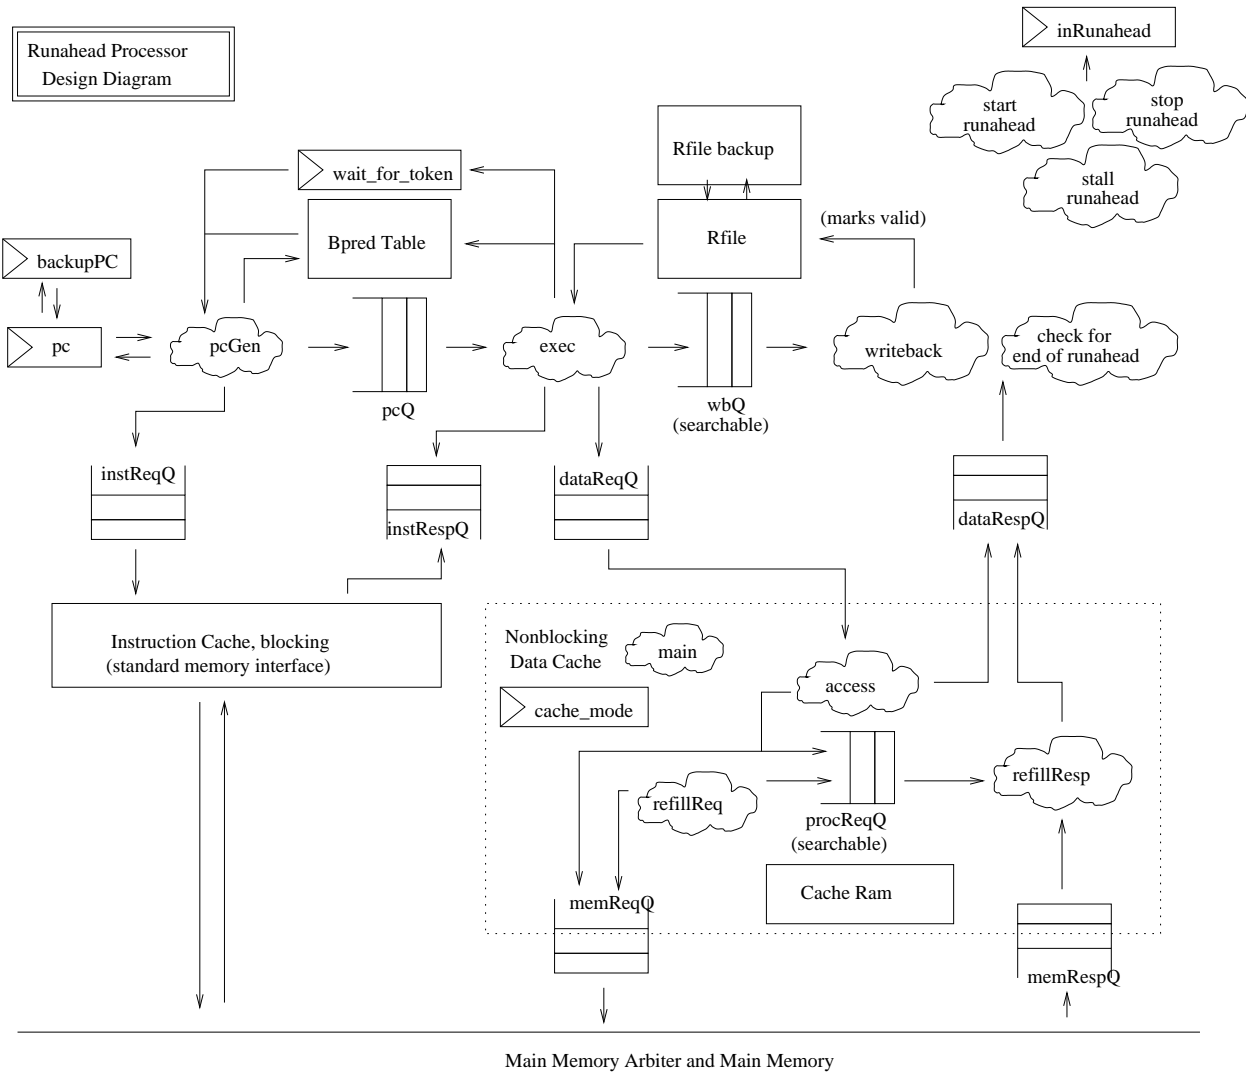 Runahead Processor
Design Diagram
inRunahead
start
runahead
stop
runahead
stall
runahead
Rfile backup
wait_for_token
Bpred Table
Rfile
(marks valid)
backupPC
pc
pcGen
pcQ
exec
wbQ
(searchable)
writeback
check for
end of runahead
instReqQ
instRespQ
dataReqQ
dataRespQ
Instruction Cache, blocking
(standard memory interface)
Nonblocking
Data Cache
main
access
cache_mode
refillReq
procReqQ
(searchable)
refillResp
Cache Ram
memReqQ
memRespQ
Main Memory Arbiter and Main Memory